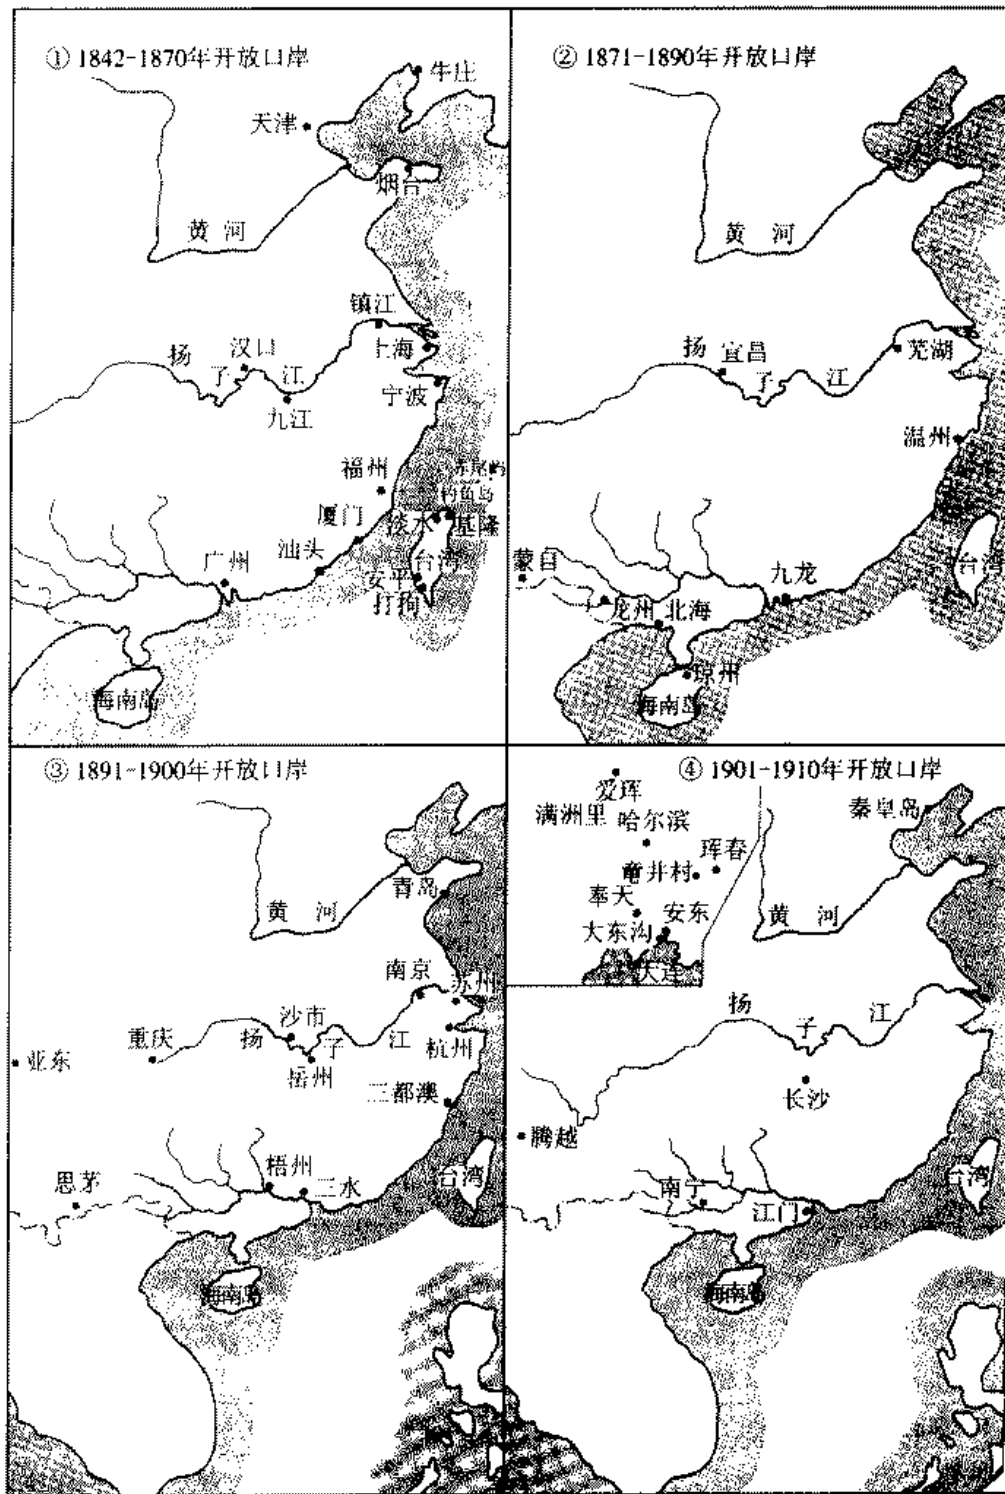 ① 1842-1870年开放口岸
牛庄
天津
烟台
黄河
镇江
上海
扬子江
汉口
九江
宁波
福州
赤尾屿
钓鱼岛
厦门
淡水
基隆
汕头
广州
台湾
安平
打狗
海南岛
② 1871-1890年开放口岸
黄河
扬子江
宜昌
芜湖
温州
蒙自
九龙
台湾
龙州
北海
琼州
海南岛
③ 1891-1900年开放口岸
青岛
黄河
南京
苏州
沙市
扬子江
重庆
杭州
亚东
岳州
三都澳
梧州
台湾
思茅
三水
海南岛
④ 1901-1910年开放口岸
爱珲
满洲里
哈尔滨
秦皇岛
珲春
竜井村
奉天
安东
黄河
大东沟
大连
扬子江
长沙
腾越
南宁
台湾
江门
海南岛